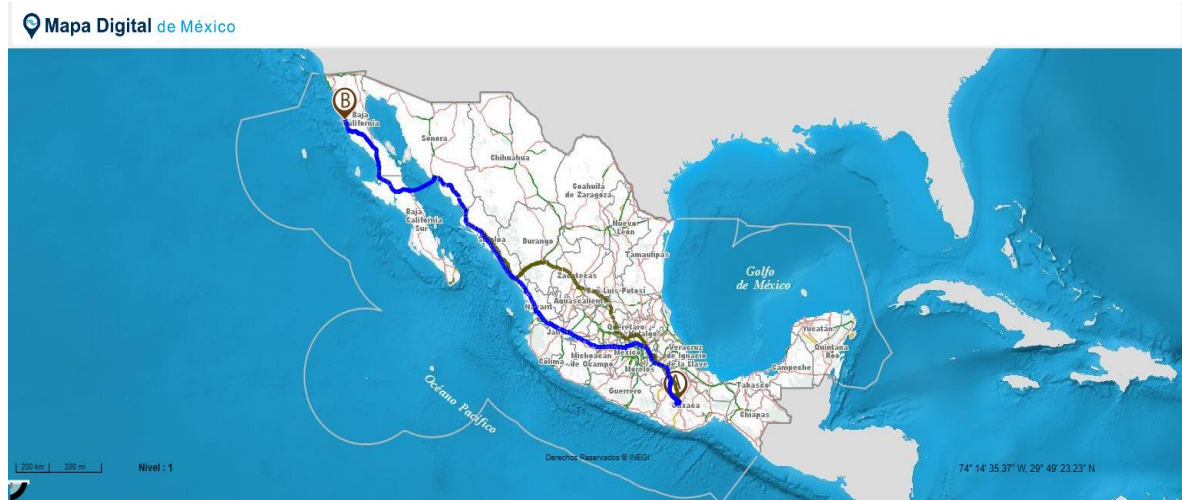 Mapa Digital de México
B
Baja
California
Sonora
Chihuahua
Coahuila
de Zaragoza
Baja
California
Sur
Nuevo
León
Sinaloa
Durango
Tamaulipas
Zacatecas
San Luis Potosí
Aguascalientes
Nayarit
Golfo
de México
Querétaro
Hidalgo
Jalisco
México
Veracruz
de Ignacio
de la Llave
Colima
Michoacán
de Ocampo
Morelos
Yucatán
Quintana
Roo
Campeche
A
Guerrero
Oaxaca
Tabasco
Chiapas
Océano Pacífico
Derechos Reservados © INEGI
200 km
200 mi
Nivel : 1
74° 14' 35.37" W, 29° 49' 23.23" N